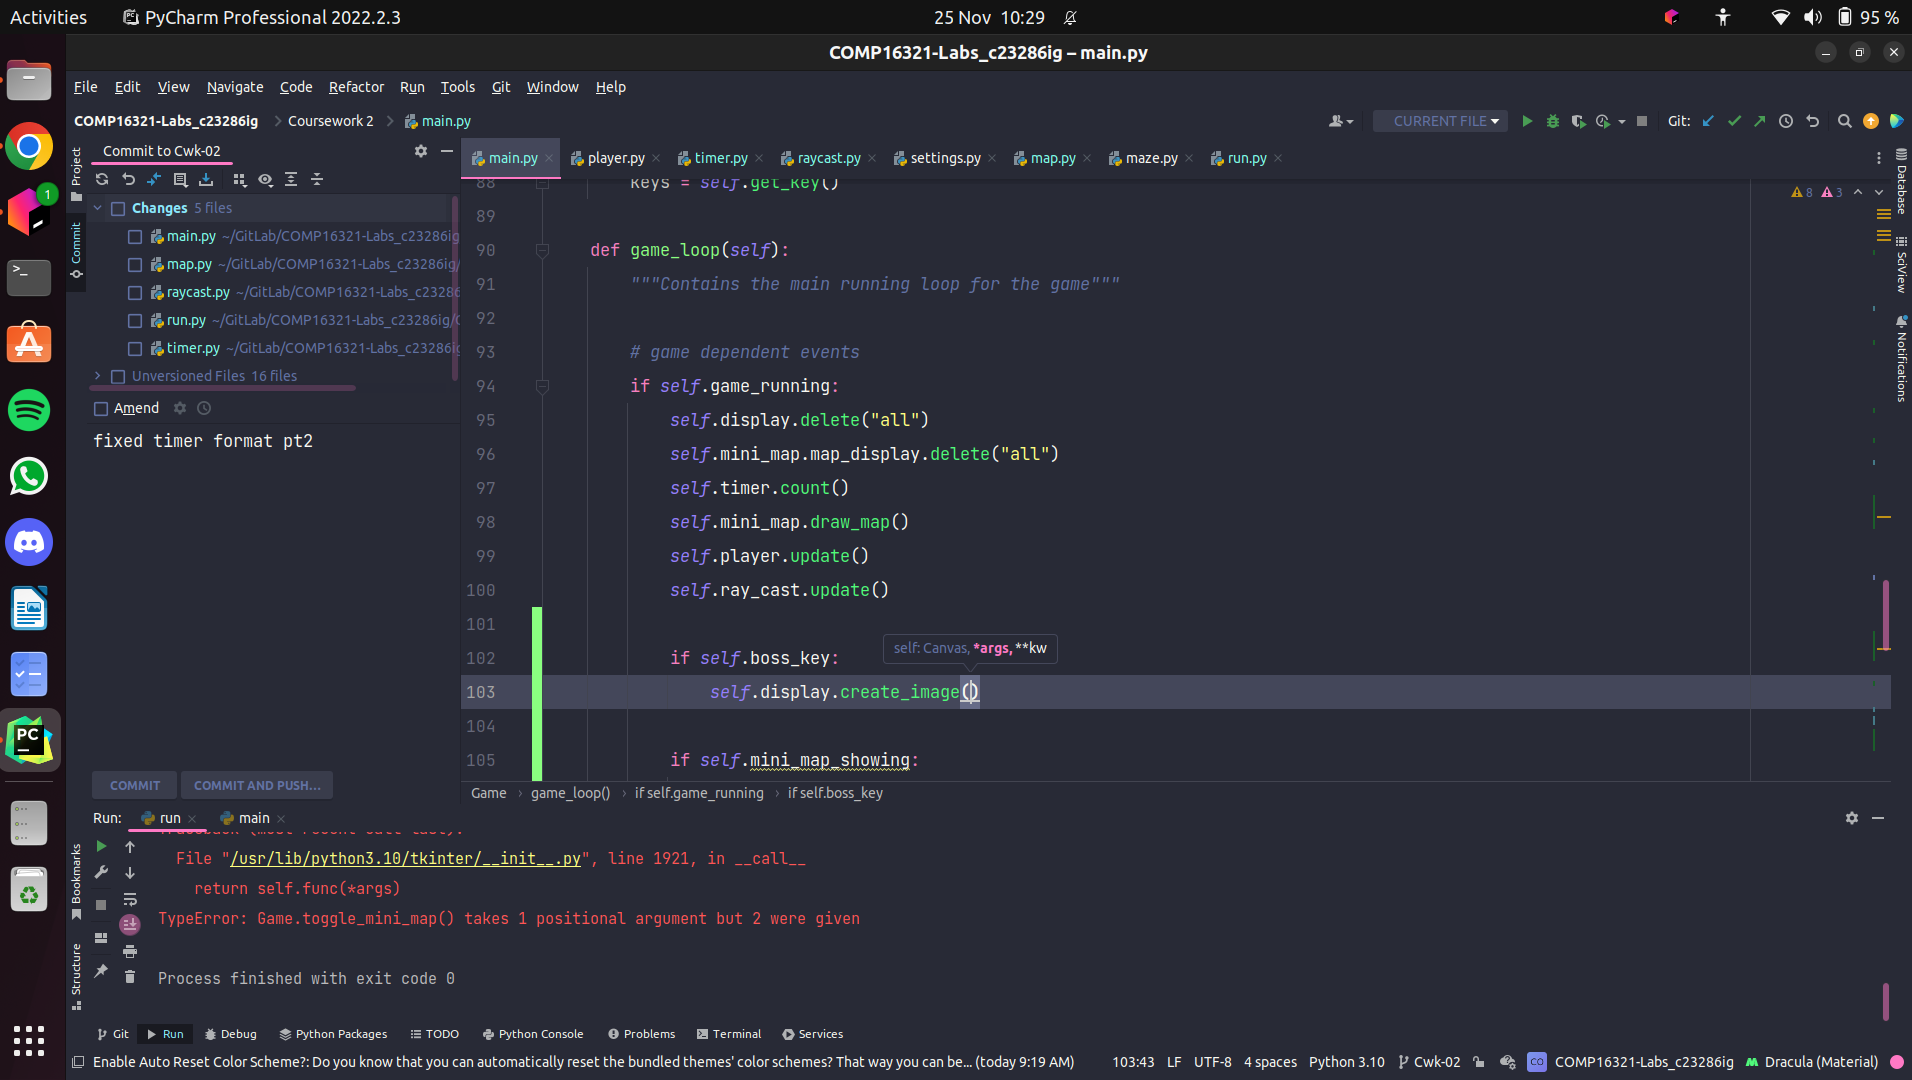 Activities
PyCharm Professional 2022.2.3
25 Nov 10:29
95 %
COMP16321-Labs_c23286ig – main.py
File Edit View Navigate Code Refactor Run Tools Git Window Help
COMP16321-Labs_c23286ig
Coursework 2
main.py
CURRENT FILE
Git:
Project
Commit to Cwk-02
main.py
player.py
timer.py
raycast.py
settings.py
map.py
maze.py
run.py
Changes 5 files
main.py ~/GitLab/COMP16321-Labs_c23286ig
map.py ~/GitLab/COMP16321-Labs_c23286ig/
raycast.py ~/GitLab/COMP16321-Labs_c23286
run.py ~/GitLab/COMP16321-Labs_c23286ig/
timer.py ~/GitLab/COMP16321-Labs_c23286ig
Unversioned Files 16 files
Amend
fixed timer format pt2
COMMIT
COMMIT AND PUSH...
Commit
1
88 keys = self.get_key()
89
90 def game_loop(self):
91 """Contains the main running loop for the game"""
92
93 # game dependent events
94 if self.game_running:
95 self.display.delete("all")
96 self.mini_map.map_display.delete("all")
97 self.timer.count()
98 self.mini_map.draw_map()
99 self.player.update()
100 self.ray_cast.update()
101
self: Canvas, *args, **kw
102 if self.boss_key:
103 self.display.create_image()
104
105 if self.mini_map_showing:
8 3
Database
SciView
Notifications
Game
game_loop()
if self.game_running
if self.boss_key
Run:
run
main
Traceback (most recent call last):
File "/usr/lib/python3.10/tkinter/__init__.py", line 1921, in __call__
return self.func(*args)
TypeError: Game.toggle_mini_map() takes 1 positional argument but 2 were given
Process finished with exit code 0
Bookmarks
Structure
PC
Git
Run
Debug
Python Packages
TODO
Python Console
Problems
Terminal
Services
Enable Auto Reset Color Scheme?: Do you know that you can automatically reset the bundled themes' color schemes? That way you can be... (today 9:19 AM)
103:43
LF
UTF-8
4 spaces
Python 3.10
Cwk-02
CO
COMP16321-Labs_c23286ig
Dracula (Material)